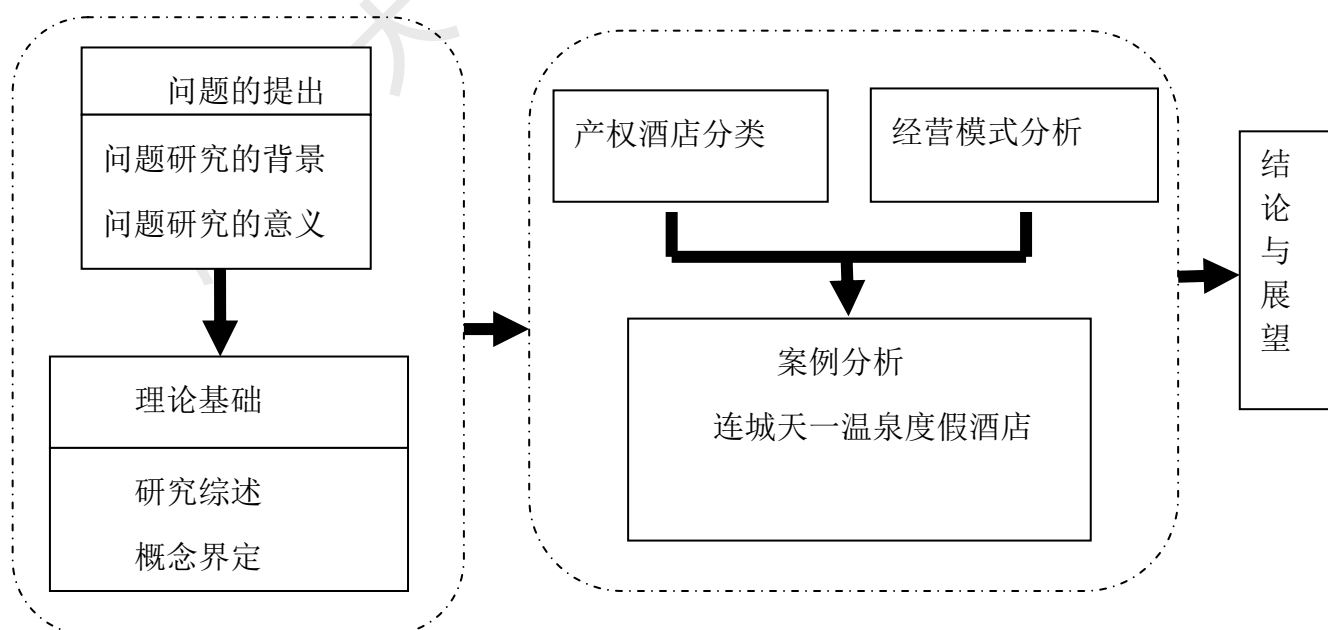 问题的提出
问题研究的背景
问题研究的意义
理论基础
研究综述
概念界定
产权酒店分类
经营模式分析
案例分析
连城天一温泉度假酒店
结论与展望